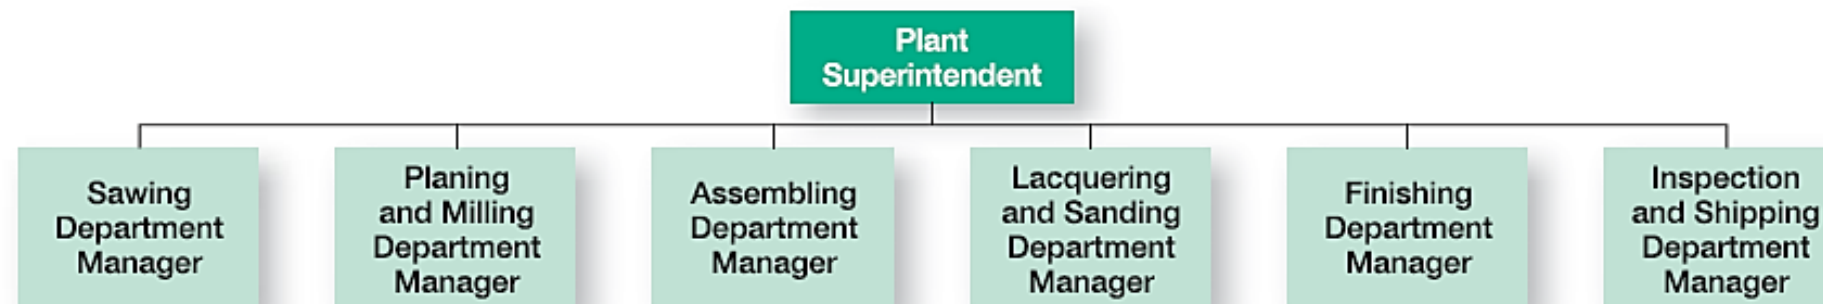 Plant
Superintendent
Sawing
Department
Manager
Planing
and Milling
Department
Manager
Assembling
Department
Manager
Lacquering
and Sanding
Department
Manager
Finishing
Department
Manager
Inspection
and Shipping
Department
Manager